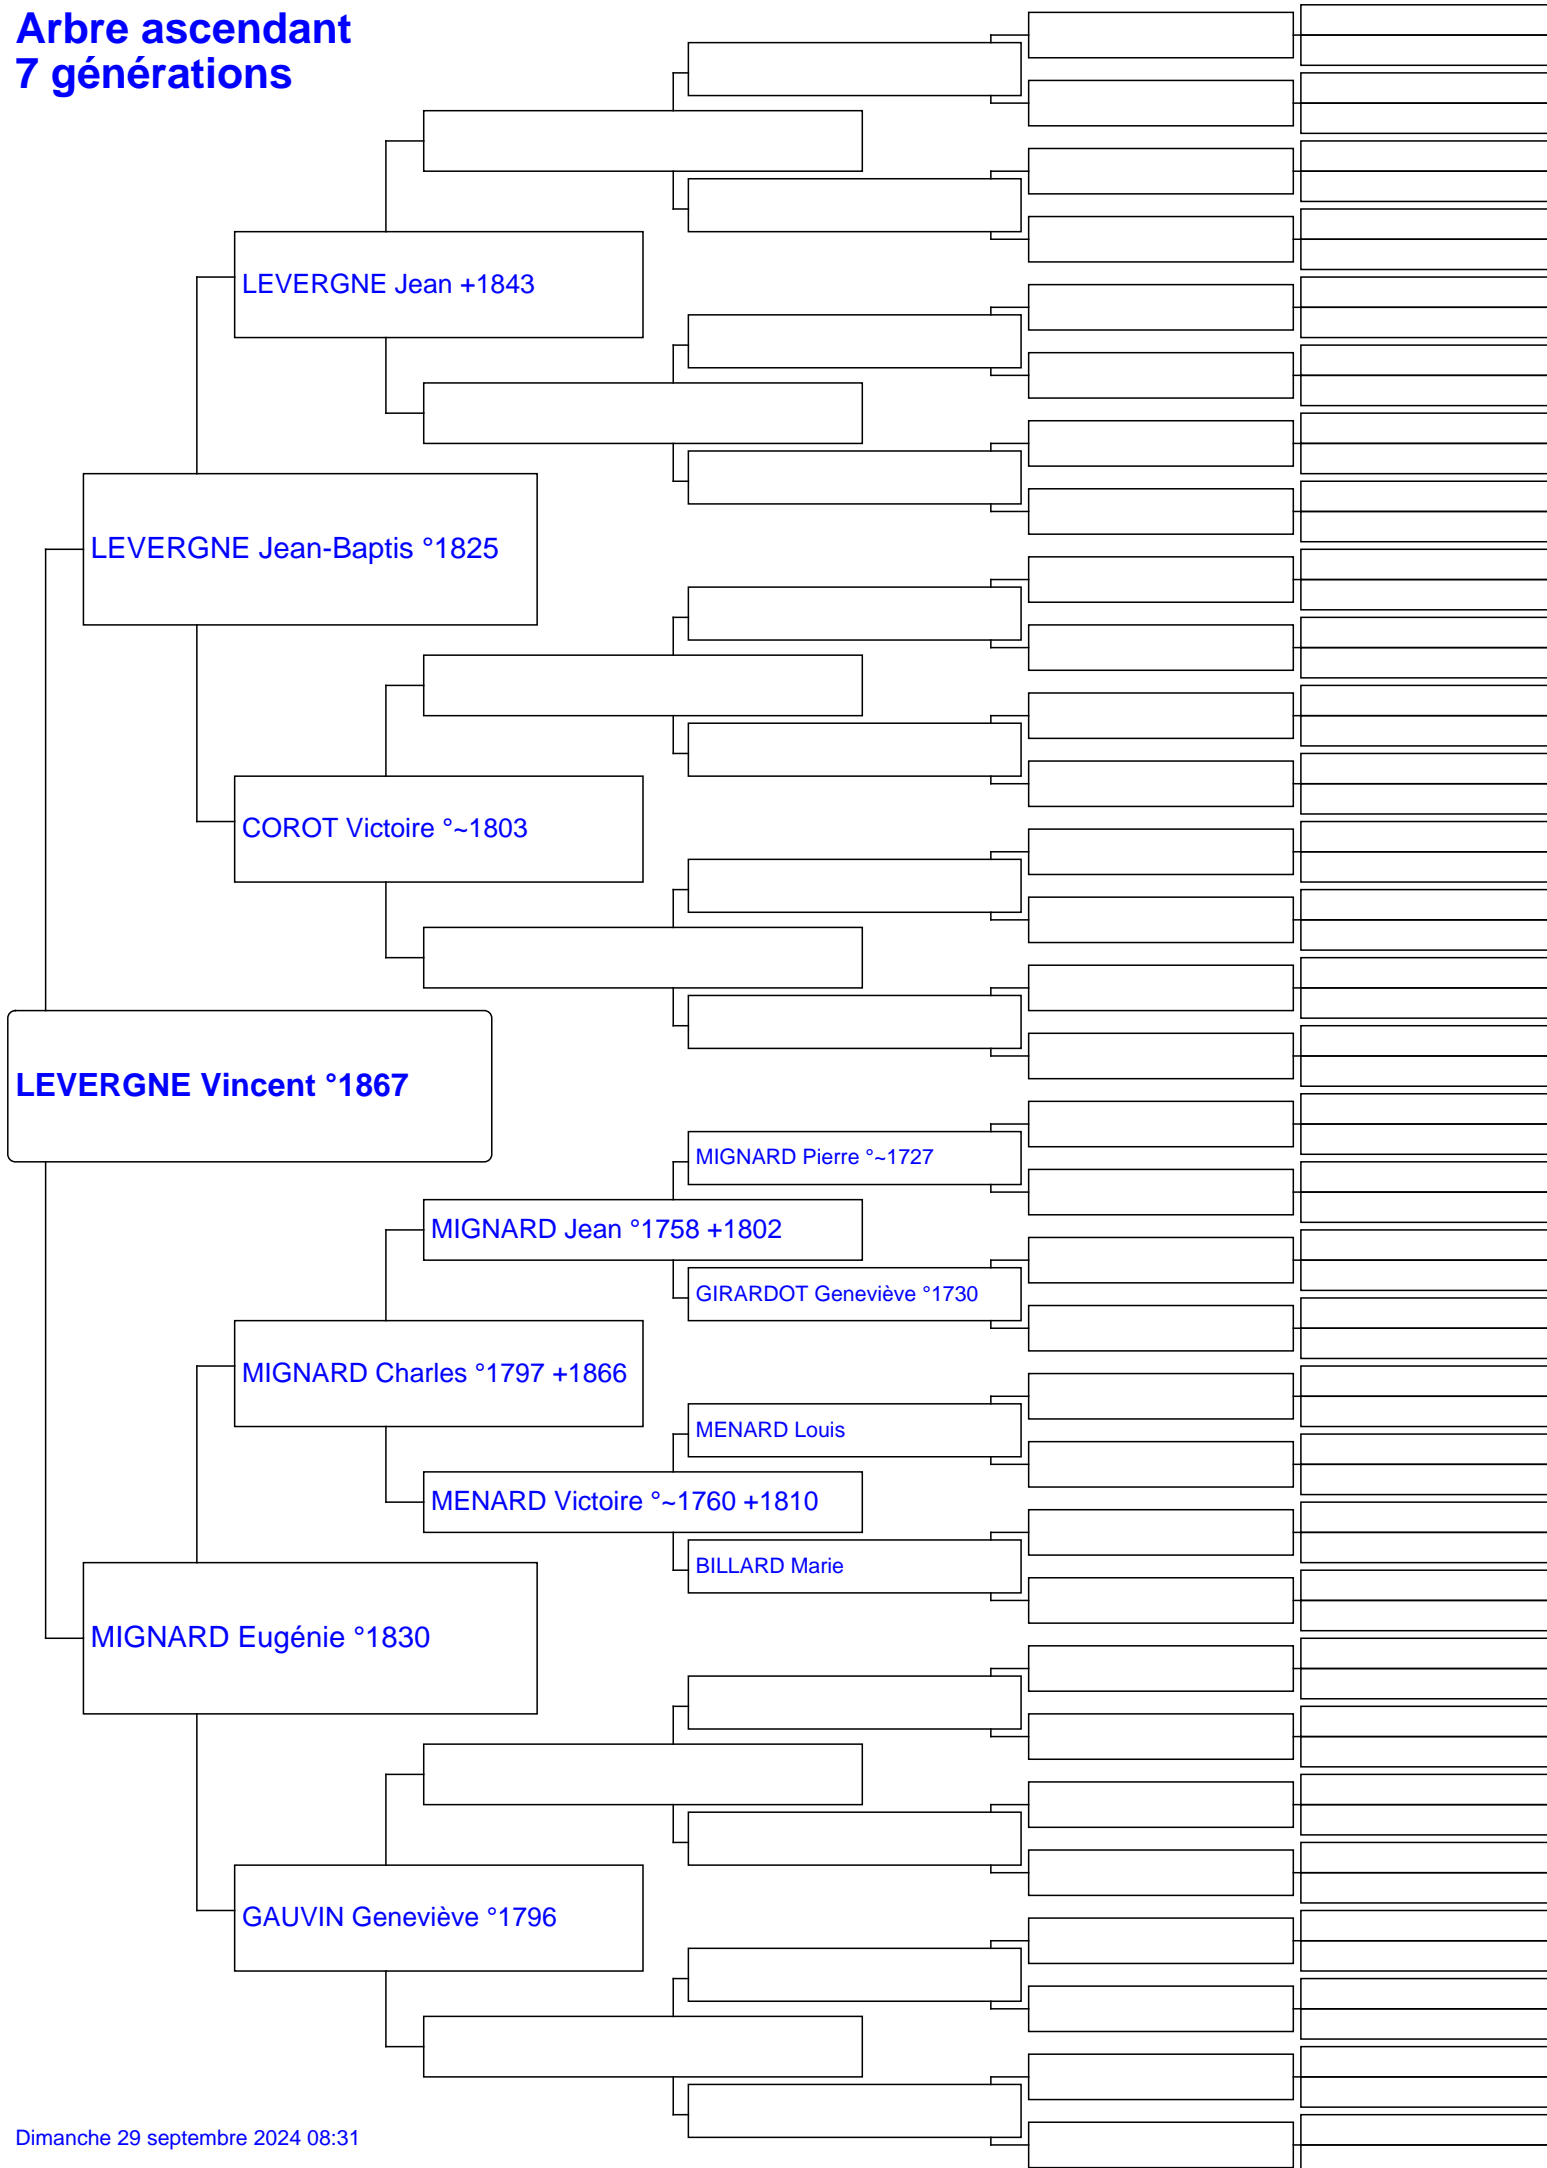 Arbre ascendant
7 générations
LEVERGNE Jean +1843
LEVERGNE Jean-Baptis °1825
COROT Victoire °~1803
LEVERGNE Vincent °1867
MIGNARD Pierre °~1727
MIGNARD Jean °1758 +1802
GIRARDOT Geneviève °1730
MIGNARD Charles °1797 +1866
MENARD Louis
MENARD Victoire °~1760 +1810
BILLARD Marie
MIGNARD Eugénie °1830
GAUVIN Geneviève °1796
Dimanche 29 septembre 2024 08:31